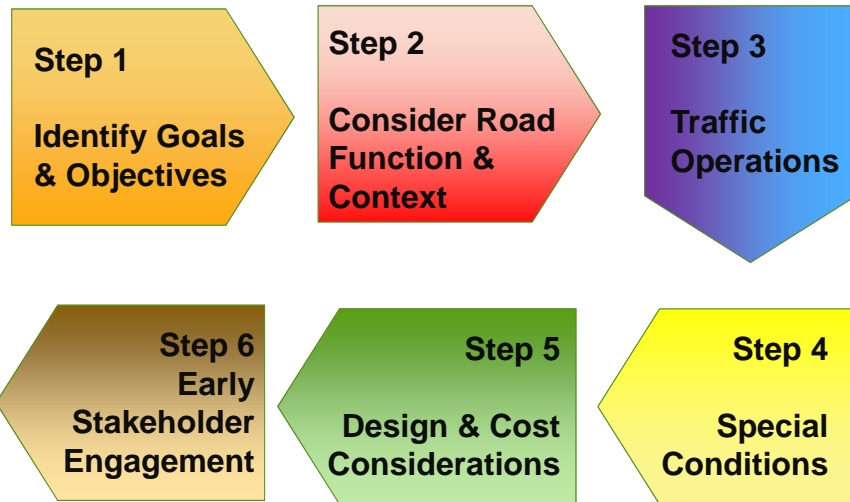 Step 1
Identify Goals
& Objectives
Step 2
Consider Road
Function &
Context
Step 3
Traffic
Operations
Step 4
Special
Conditions
Step 5
Design & Cost
Considerations
Step 6
Early
Stakeholder
Engagement